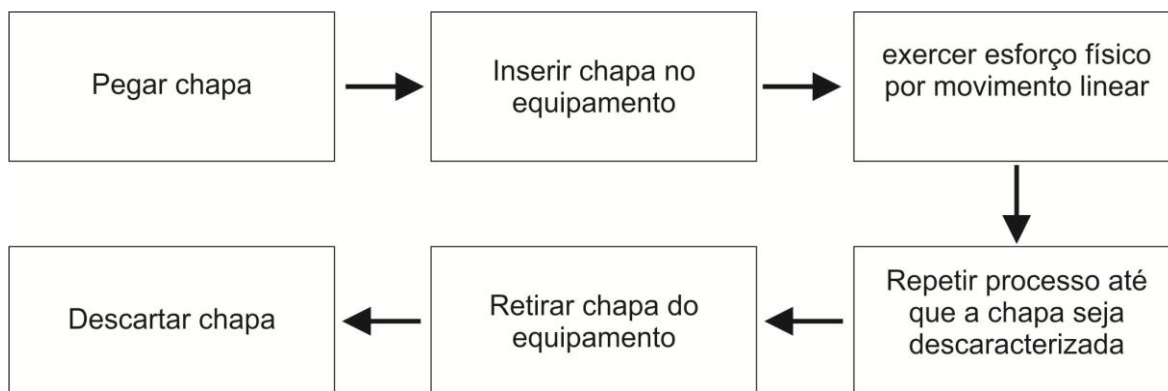 Pegar chapa
Inserir chapa no
equipamento
exercer esforço físico
por movimento linear
Repetir processo até
que a chapa seja
descaracterizada
Retirar chapa do
equipamento
Descartar chapa